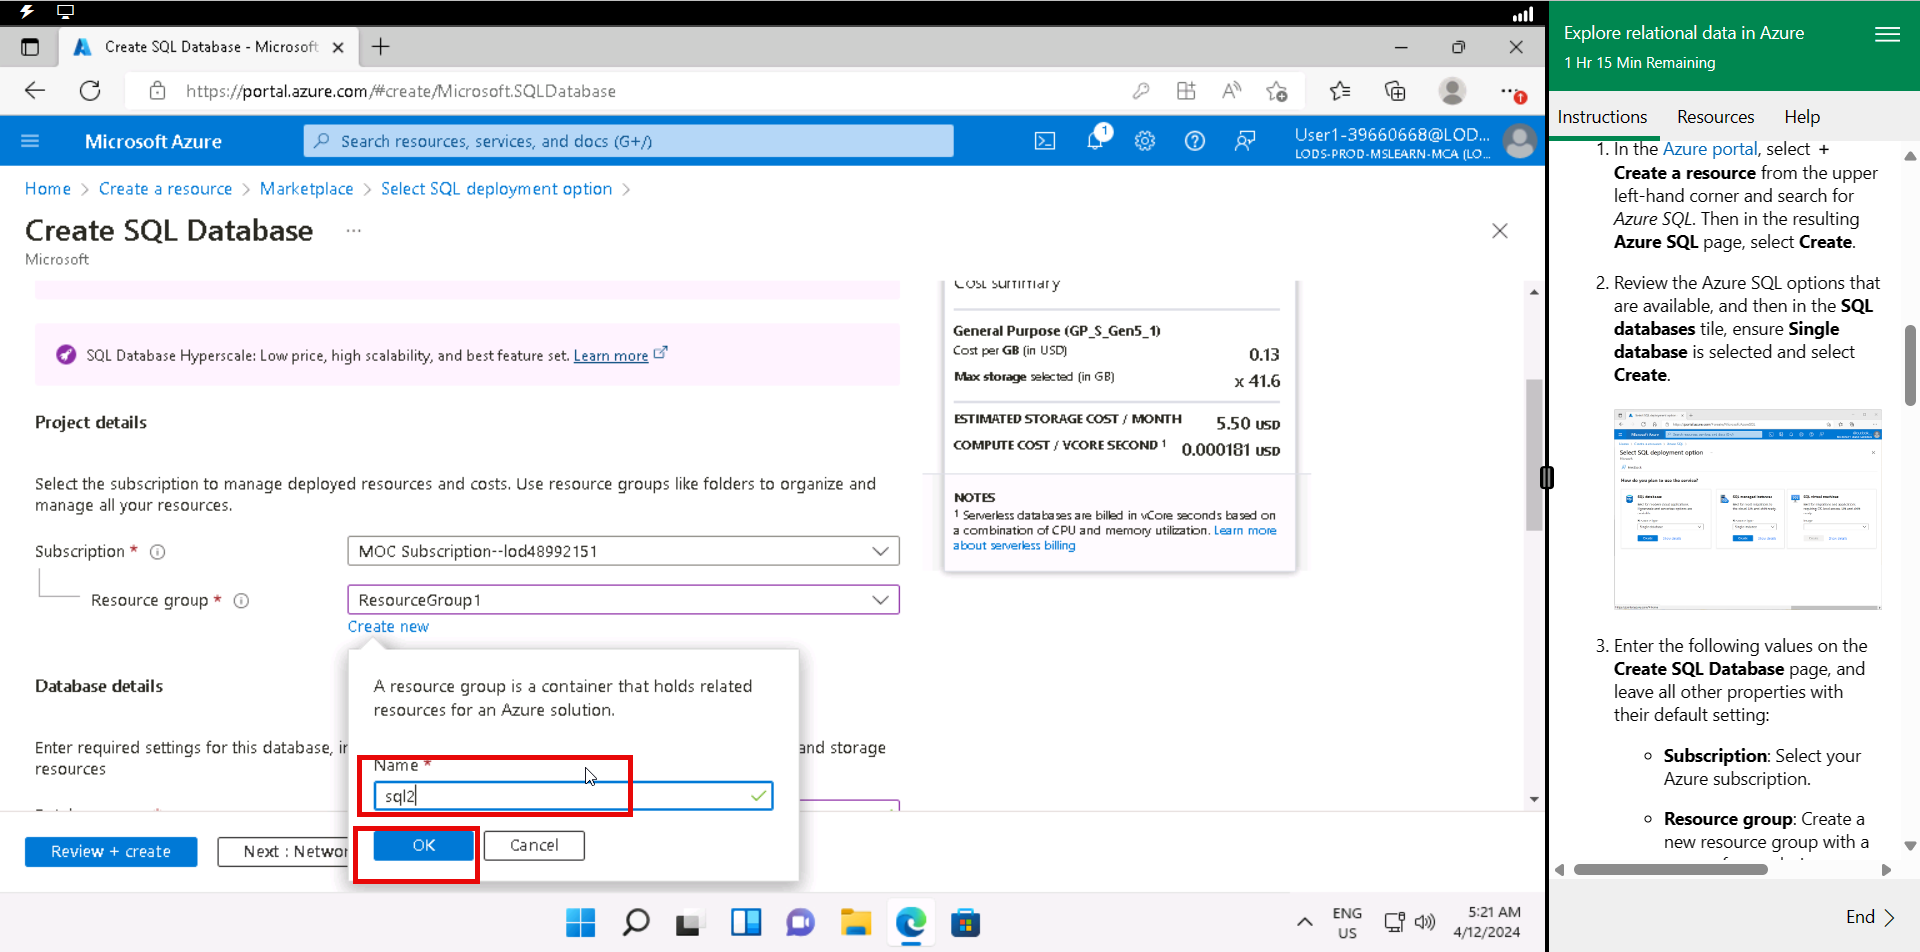 Create SQL Database - Microsoft
https://portal.azure.com/#create/Microsoft.SQLDatabase
Microsoft Azure
Search resources, services, and docs (G+/)
1
User1-39660668@LOD...
LODS-PROD-MSLEARN-MCA (LO...
Home > Create a resource > Marketplace > Select SQL deployment option >
Create SQL Database ...
Microsoft
SQL Database Hyperscale: Low price, high scalability, and best feature set. Learn more
Project details
Select the subscription to manage deployed resources and costs. Use resource groups like folders to organize and
manage all your resources.
Subscription *
MOC Subscription--lod48992151
Resource group *
ResourceGroup1
Create new
A resource group is a container that holds related
resources for an Azure solution.
Name *
sql2
OK
Cancel
Database details
Enter required settings for this database, in
and storage
resources
Review + create
Next : Networ
Cost summary
General Purpose (GP_S_Gen5_1)
Cost per GB (in USD)
0.13
Max storage selected (in GB)
x 41.6
ESTIMATED STORAGE COST / MONTH
5.50 USD
COMPUTE COST / VCORE SECOND 1
0.000181 USD
NOTES
1 Serverless databases are billed in vCore seconds based on
a combination of CPU and memory utilization. Learn more
about serverless billing
ENG
US
5:21 AM
4/12/2024
Explore relational data in Azure
1 Hr 15 Min Remaining
Instructions
Resources
Help
1. In the Azure portal, select +
Create a resource from the upper
left-hand corner and search for
Azure SQL. Then in the resulting
Azure SQL page, select Create.
2. Review the Azure SQL options that
are available, and then in the SQL
databases tile, ensure Single
database is selected and select
Create.
Select SQL deployment option
How do you plan to use the service?
3. Enter the following values on the
Create SQL Database page, and
leave all other properties with
their default setting:
Subscription: Select your
Azure subscription.
Resource group: Create a
new resource group with a
End >